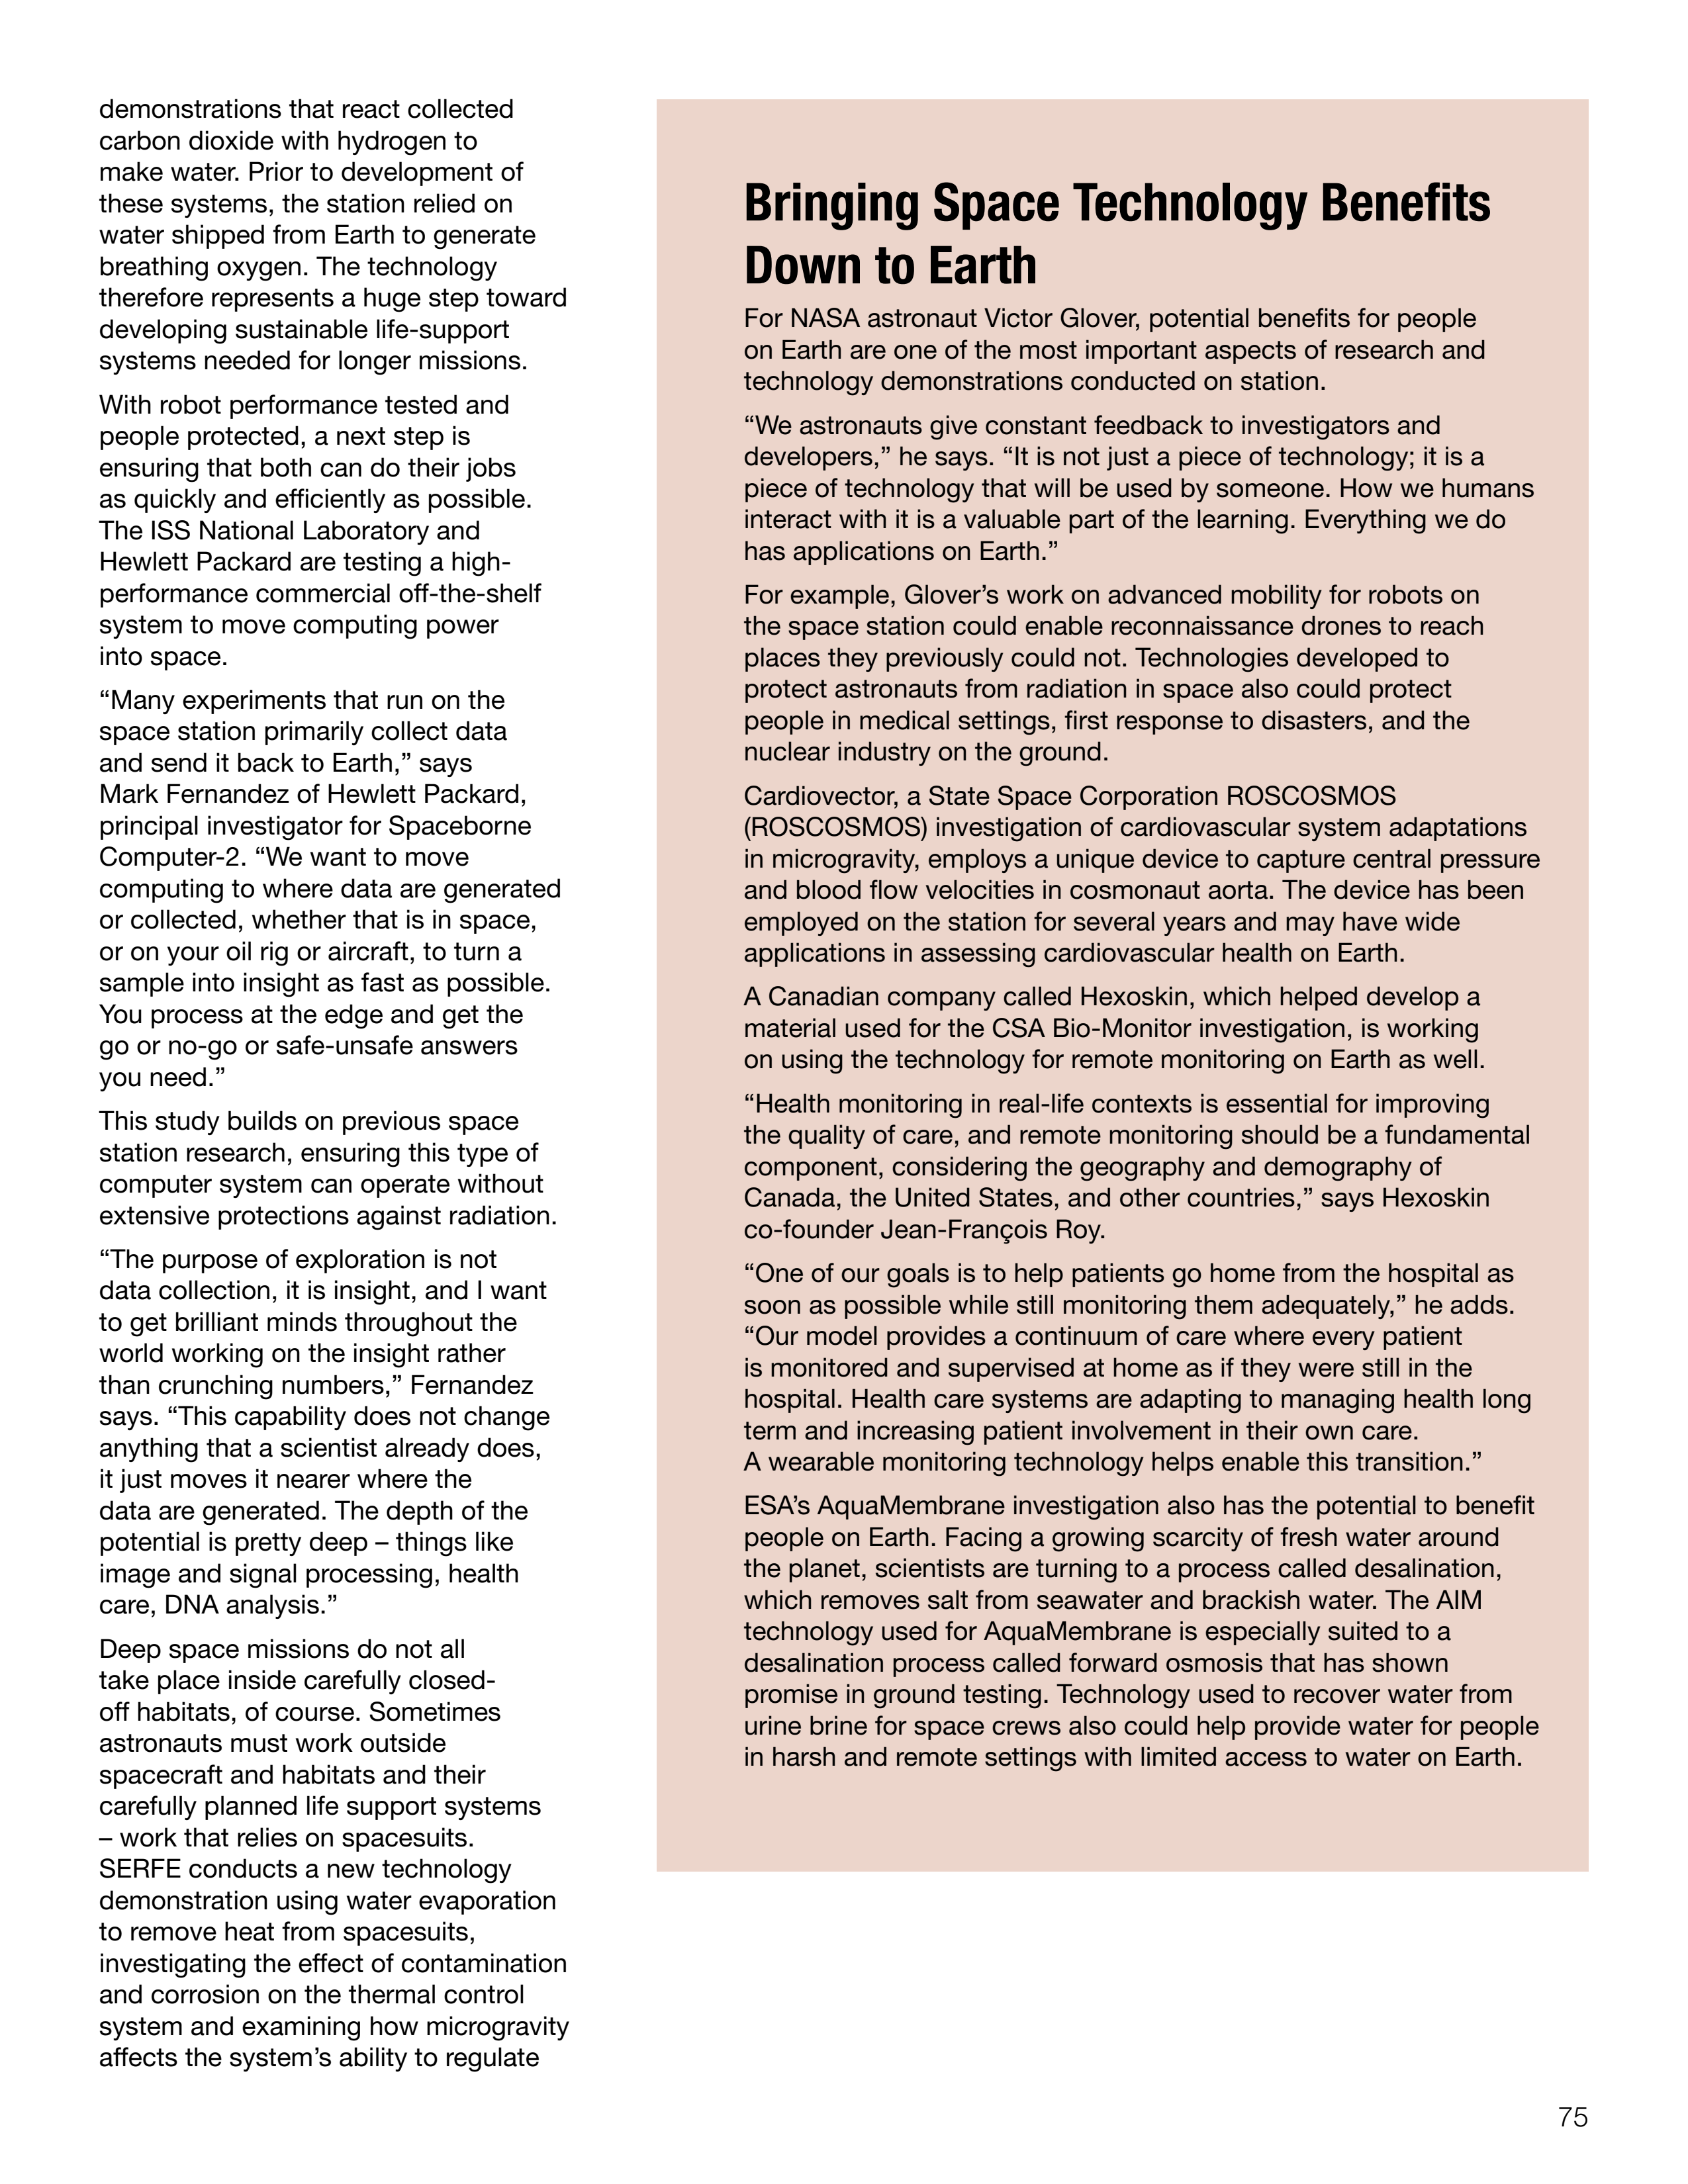 demonstrations that react collected
carbon dioxide with hydrogen to
make water. Prior to development of
these systems, the station relied on
water shipped from Earth to generate
breathing oxygen. The technology
therefore represents a huge step toward
developing sustainable life-support
systems needed for longer missions.
With robot performance tested and
people protected, a next step is
ensuring that both can do their jobs
as quickly and efficiently as possible.
The ISS National Laboratory and
Hewlett Packard are testing a high-
performance commercial off-the-shelf
system to move computing power
into space.
“Many experiments that run on the
space station primarily collect data
and send it back to Earth,” says
Mark Fernandez of Hewlett Packard,
principal investigator for Spaceborne
Computer-2. “We want to move
computing to where data are generated
or collected, whether that is in space,
or on your oil rig or aircraft, to turn a
sample into insight as fast as possible.
You process at the edge and get the
go or no-go or safe-unsafe answers
you need.”
This study builds on previous space
station research, ensuring this type of
computer system can operate without
extensive protections against radiation.
“The purpose of exploration is not
data collection, it is insight, and I want
to get brilliant minds throughout the
world working on the insight rather
than crunching numbers,” Fernandez
says. “This capability does not change
anything that a scientist already does,
it just moves it nearer where the
data are generated. The depth of the
potential is pretty deep – things like
image and signal processing, health
care, DNA analysis.”
Deep space missions do not all
take place inside carefully closed-
off habitats, of course. Sometimes
astronauts must work outside
spacecraft and habitats and their
carefully planned life support systems
– work that relies on spacesuits.
SERFE conducts a new technology
demonstration using water evaporation
to remove heat from spacesuits,
investigating the effect of contamination
and corrosion on the thermal control
system and examining how microgravity
affects the system’s ability to regulate
Bringing Space Technology Benefits
Down to Earth
For NASA astronaut Victor Glover, potential benefits for people
on Earth are one of the most important aspects of research and
technology demonstrations conducted on station.
“We astronauts give constant feedback to investigators and
developers,” he says. “It is not just a piece of technology; it is a
piece of technology that will be used by someone. How we humans
interact with it is a valuable part of the learning. Everything we do
has applications on Earth.”
For example, Glover’s work on advanced mobility for robots on
the space station could enable reconnaissance drones to reach
places they previously could not. Technologies developed to
protect astronauts from radiation in space also could protect
people in medical settings, first response to disasters, and the
nuclear industry on the ground.
Cardiovector, a State Space Corporation ROSCOSMOS
(ROSCOSMOS) investigation of cardiovascular system adaptations
in microgravity, employs a unique device to capture central pressure
and blood flow velocities in cosmonaut aorta. The device has been
employed on the station for several years and may have wide
applications in assessing cardiovascular health on Earth.
A Canadian company called Hexoskin, which helped develop a
material used for the CSA Bio-Monitor investigation, is working
on using the technology for remote monitoring on Earth as well.
“Health monitoring in real-life contexts is essential for improving
the quality of care, and remote monitoring should be a fundamental
component, considering the geography and demography of
Canada, the United States, and other countries,” says Hexoskin
co-founder Jean-François Roy.
“One of our goals is to help patients go home from the hospital as
soon as possible while still monitoring them adequately,” he adds.
“Our model provides a continuum of care where every patient
is monitored and supervised at home as if they were still in the
hospital. Health care systems are adapting to managing health long
term and increasing patient involvement in their own care.
A wearable monitoring technology helps enable this transition.”
ESA’s AquaMembrane investigation also has the potential to benefit
people on Earth. Facing a growing scarcity of fresh water around
the planet, scientists are turning to a process called desalination,
which removes salt from seawater and brackish water. The AIM
technology used for AquaMembrane is especially suited to a
desalination process called forward osmosis that has shown
promise in ground testing. Technology used to recover water from
urine brine for space crews also could help provide water for people
in harsh and remote settings with limited access to water on Earth.
75